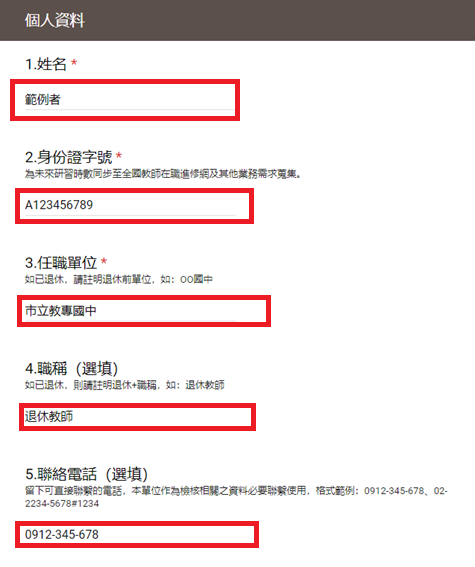 個人資料
1.姓名 *
範例者
2.身份證字號 *
為未來研習時數同步至全國教師在職進修網及其他業務需求蒐集。
A123456789
3.任職單位 *
如已退休，請註明退休前單位，如：OO國中
市立教專國中
4.職稱（選填）
如已退休，則請註明退休+職稱，如：退休教師
退休教師
5.聯絡電話（選填）
留下可直接聯繫的電話，本單位作為檢核相關之資料必要聯繫使用，格式範例：0912-345-678、02-
2234-5678#1234
0912-345-678